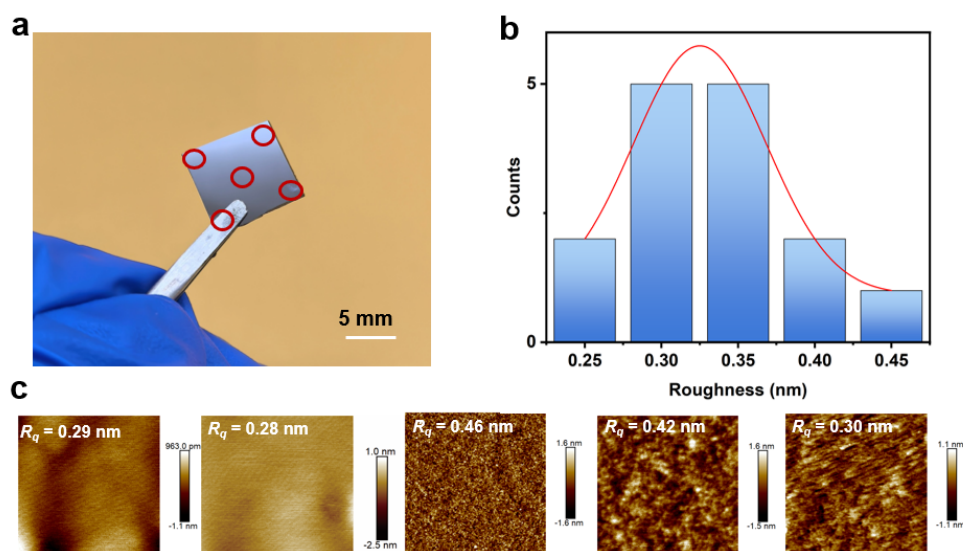 a
5 mm
b
Counts
5
0
0.25 0.30 0.35 0.40 0.45
Roughness (nm)
c
Rq = 0.29 nm
963.0 pm
-1.1 nm
Rq = 0.28 nm
1.0 nm
-2.5 nm
Rq = 0.46 nm
1.6 nm
-1.6 nm
Rq = 0.42 nm
1.6 nm
-1.5 nm
Rq = 0.30 nm
1.1 nm
-1.1 nm